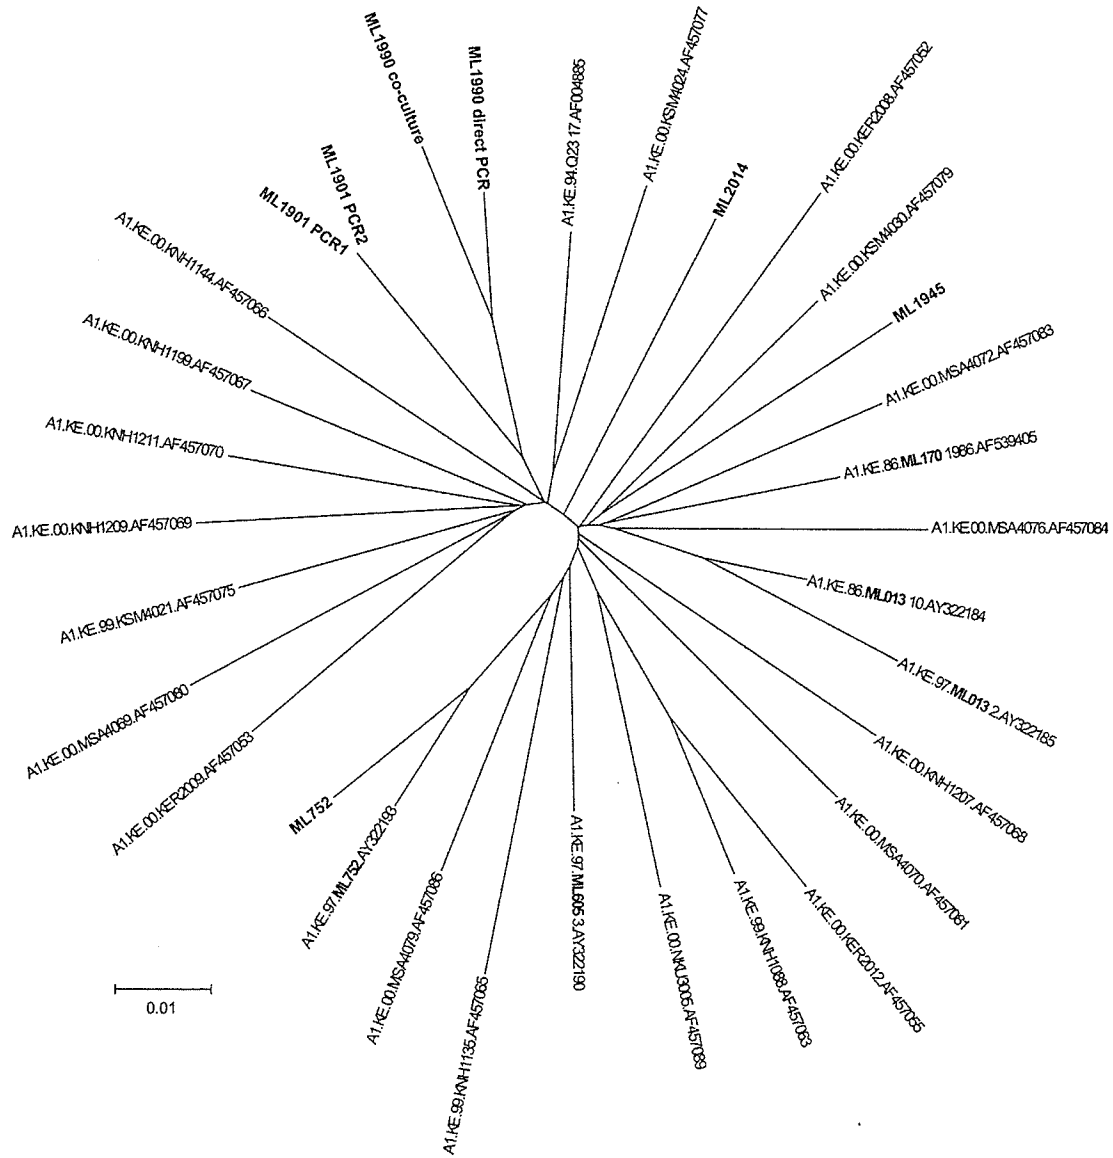 ML1990 co-culture
ML1990 direct PCR
A1.KE.94.Q23 17.AF004885
A1.KE.00.KSM4024.AF457077
ML2014
A1.KE.00.KER2008.AF457052
A1.KE.00.KSM4030.AF457079
ML1945
A1.KE.00.MSA4072.AF457083
A1.KE.86.ML170 1986.AF539405
A1.KE.00.MSA4076.AF457084
A1.KE.86.ML013 10.AY322184
A1.KE.97.ML013 2.AY322185
A1.KE.00.KNH1207.AF457068
A1.KE.00.MSA4070.AF457081
A1.KE.00.KER2012.AF457055
A1.KE.99.KNH1088.AF457063
A1.KE.00.NKU3005.AF457089
A1.KE.97.ML605 3.AY322190
A1.KE.99.KNH1135.AF457065
A1.KE.00.MSA4079.AF457086
A1.KE.97.ML752.AY322193
ML752
A1.KE.00.KER2009.AF457053
A1.KE.00.MSA4069.AF457080
A1.KE.99.KSM4021.AF457075
A1.KE.00.KNH1209.AF457069
A1.KE.00.KNH1211.AF457070
A1.KE.00.KNH1199.AF457067
A1.KE.00.KNH1144.AF457066
ML1901 PCR1
ML1901 PCR2
0.01